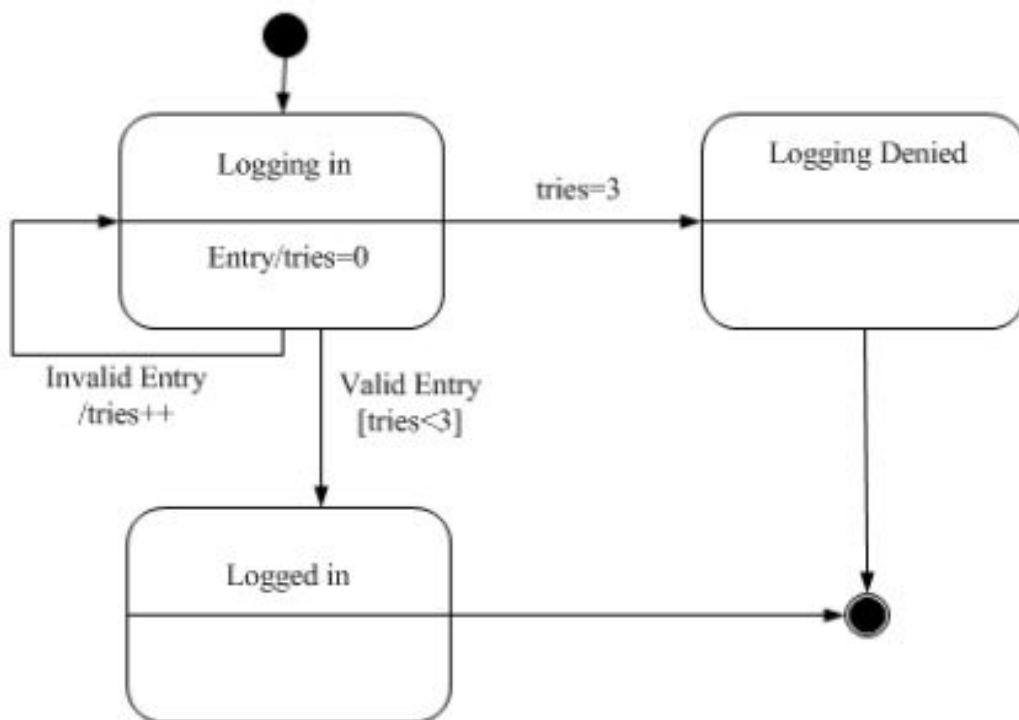 Logging in
Entry/tries=0
tries=3
Logging Denied
Invalid Entry
/tries++
Valid Entry
[tries<3]
Logged in